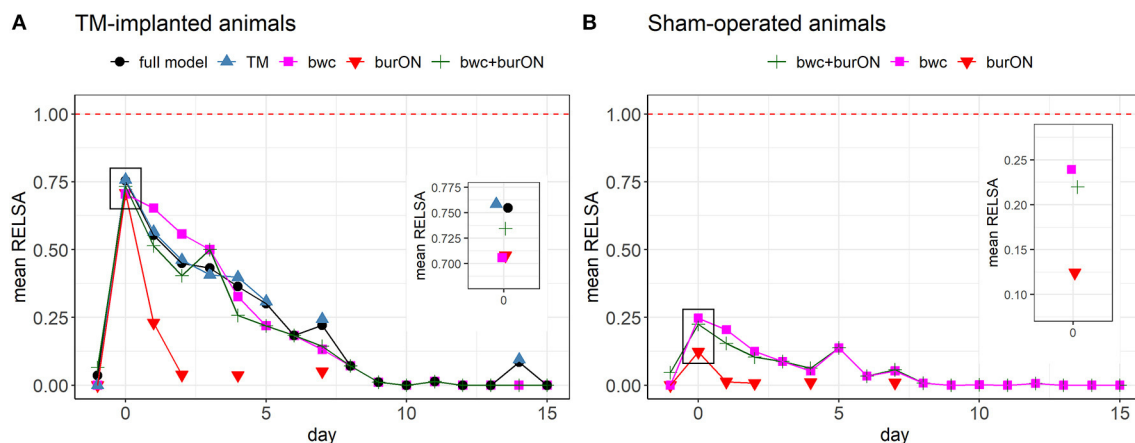 A TM-implanted animals
full model TM bwc burON bwc+burON
mean RELSA
1.00
0.75
0.50
0.25
0.00
0 5 10 15
day
mean RELSA
0.775
0.750
0.725
0.700
0
B Sham-operated animals
bwc+burON bwc burON
mean RELSA
1.00
0.75
0.50
0.25
0.00
0 5 10 15
day
mean RELSA
0.25
0.20
0.15
0.10
0